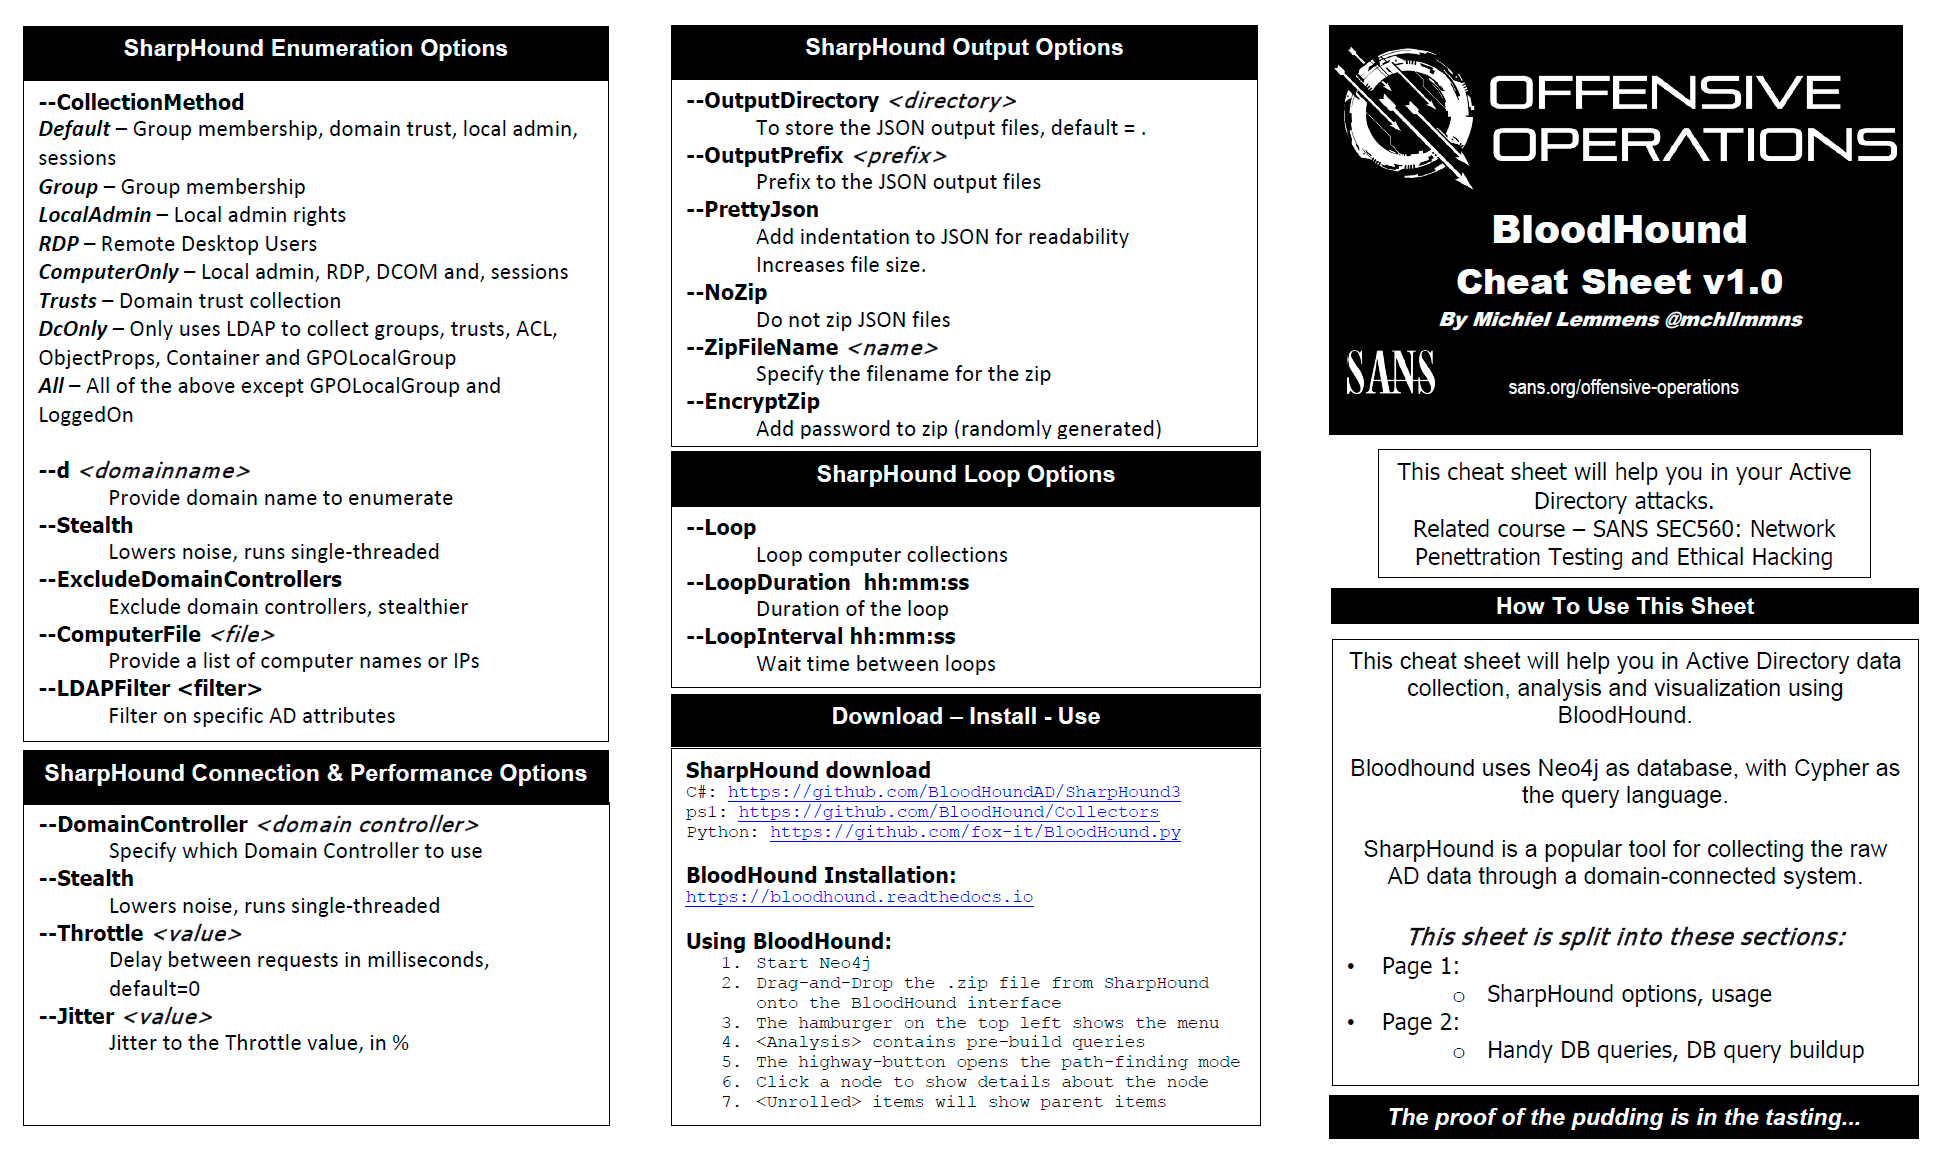 SharpHound Enumeration Options
--CollectionMethod
Default – Group membership, domain trust, local admin,
sessions
Group – Group membership
LocalAdmin – Local admin rights
RDP – Remote Desktop Users
ComputerOnly – Local admin, RDP, DCOM and, sessions
Trusts – Domain trust collection
DcOnly – Only uses LDAP to collect groups, trusts, ACL,
ObjectProps, Container and GPOLocalGroup
All – All of the above except GPOLocalGroup and
LoggedOn
--d <domainname>
Provide domain name to enumerate
--Stealth
Lowers noise, runs single-threaded
--ExcludeDomainControllers
Exclude domain controllers, stealthier
--ComputerFile <file>
Provide a list of computer names or IPs
--LDAPFilter <filter>
Filter on specific AD attributes
SharpHound Connection & Performance Options
--DomainController <domain controller>
Specify which Domain Controller to use
--Stealth
Lowers noise, runs single-threaded
--Throttle <value>
Delay between requests in milliseconds,
default=0
--Jitter <value>
Jitter to the Throttle value, in %
SharpHound Output Options
--OutputDirectory <directory>
To store the JSON output files, default = .
--OutputPrefix <prefix>
Prefix to the JSON output files
--PrettyJson
Add indentation to JSON for readability
Increases file size.
--NoZip
Do not zip JSON files
--ZipFileName <name>
Specify the filename for the zip
--EncryptZip
Add password to zip (randomly generated)
SharpHound Loop Options
--Loop
Loop computer collections
--LoopDuration hh:mm:ss
Duration of the loop
--LoopInterval hh:mm:ss
Wait time between loops
Download – Install - Use
SharpHound download
C#: https://github.com/BloodHoundAD/SharpHound3
ps1: https://github.com/BloodHound/Collectors
Python: https://github.com/fox-it/BloodHound.py
BloodHound Installation:
https://bloodhound.readthedocs.io
Using BloodHound:
1. Start Neo4j
2. Drag-and-Drop the .zip file from SharpHound
onto the BloodHound interface
3. The hamburger on the top left shows the menu
4. <Analysis> contains pre-build queries
5. The highway-button opens the path-finding mode
6. Click a node to show details about the node
7. <Unrolled> items will show parent items
OFFENSIVE
OPERATIONS
BloodHound
Cheat Sheet v1.0
By Michiel Lemmens @mchllmmns
SANS
sans.org/offensive-operations
This cheat sheet will help you in your Active
Directory attacks.
Related course – SANS SEC560: Network
Penettration Testing and Ethical Hacking
How To Use This Sheet
This cheat sheet will help you in Active Directory data
collection, analysis and visualization using
BloodHound.
Bloodhound uses Neo4j as database, with Cypher as
the query language.
SharpHound is a popular tool for collecting the raw
AD data through a domain-connected system.
This sheet is split into these sections:
• Page 1:
o SharpHound options, usage
• Page 2:
o Handy DB queries, DB query buildup
The proof of the pudding is in the tasting...